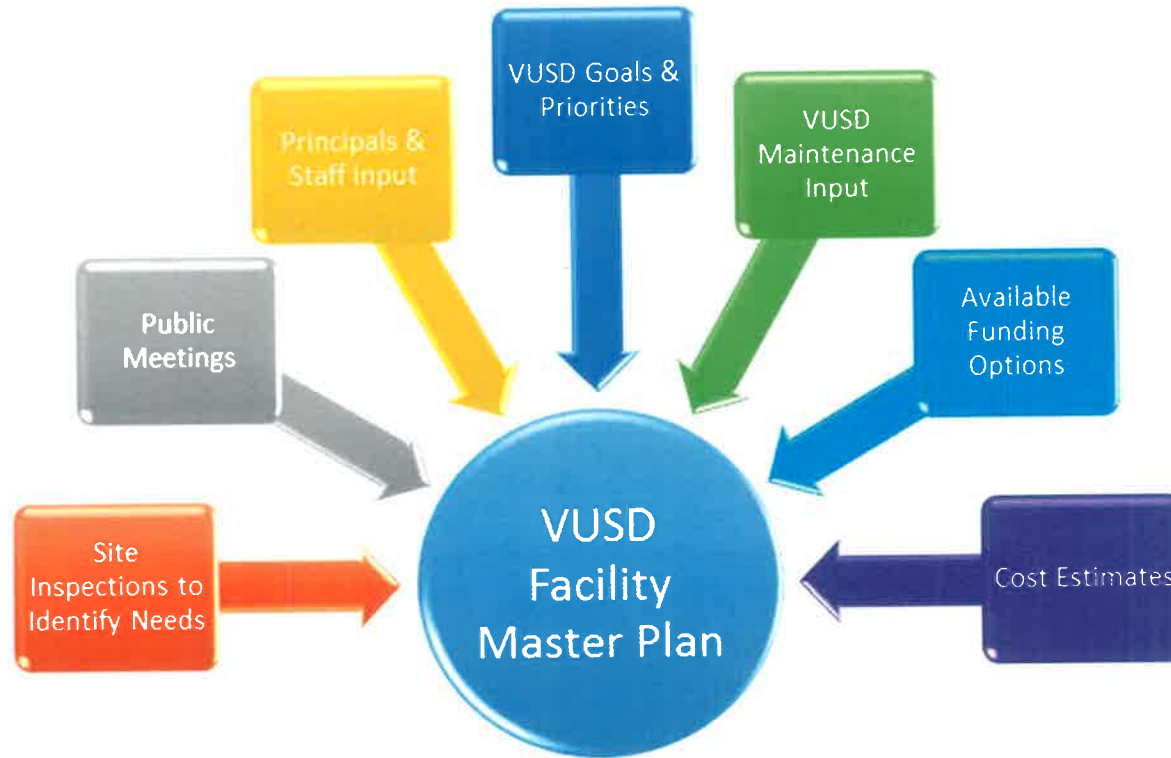 VUSD Goals &
Priorities
Principals &
Staff Input
VUSD
Maintenance
Input
Public
Meetings
Available
Funding
Options
Site
Inspections to
Identify Needs
VUSD
Facility
Master Plan
Cost Estimates